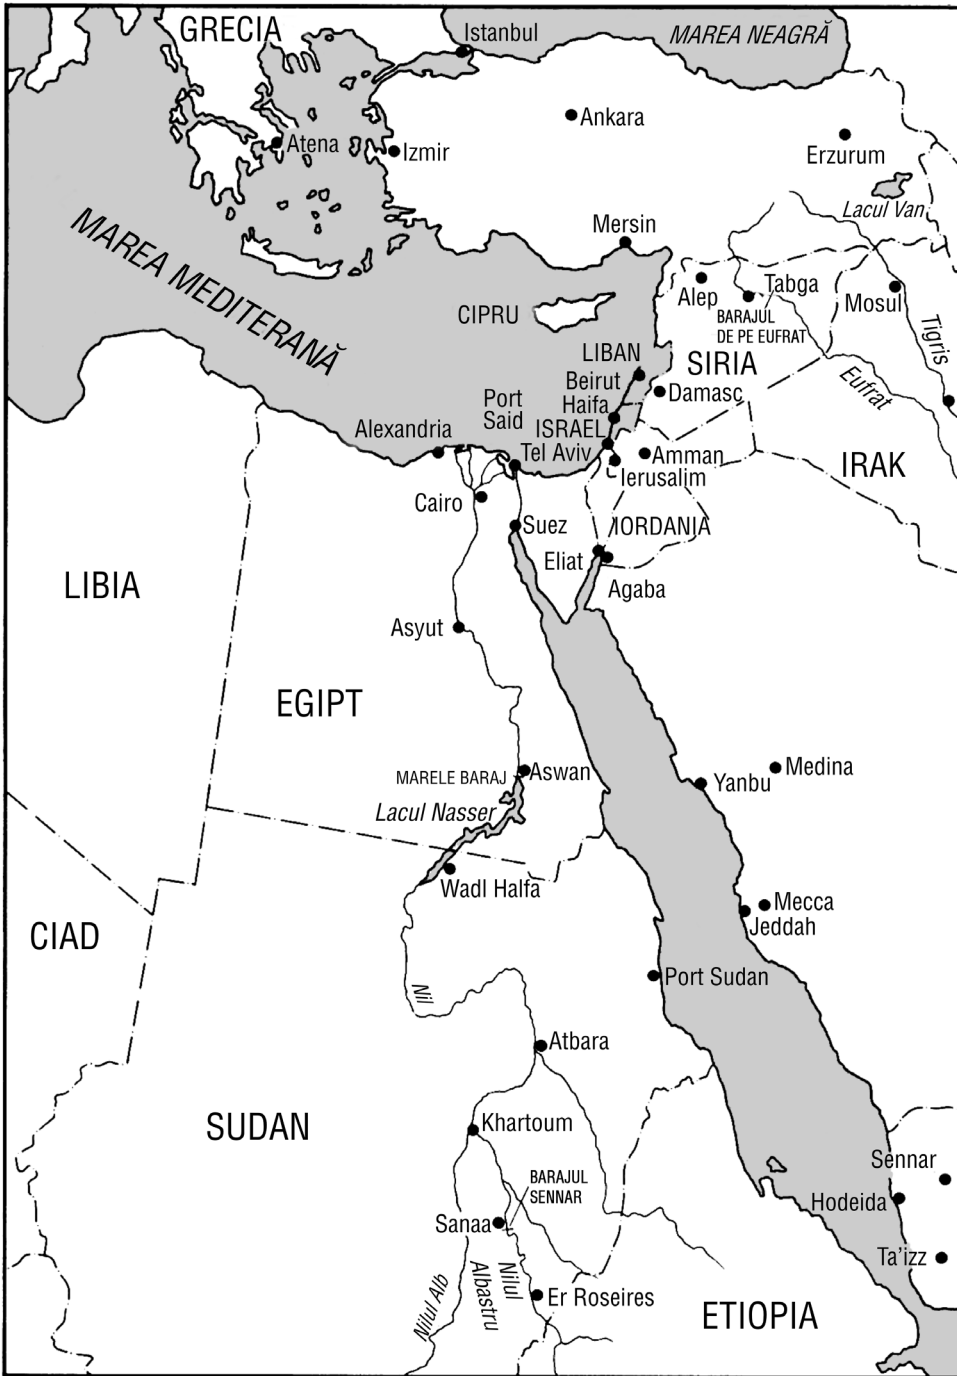 GRECIA
Istanbul
MAREA NEAGRĂ
Ankara
Atena
Izmir
Erzurum
Lacul Van
MAREA MEDITERANĂ
Mersin
Alep
Tabga
Mosul
CIPRU
BARAJUL
DE PE EUFRAT
Tigris
LIBAN
SIRIA
Beirut
Eufrat
Damasc
Port
Said
Haifa
Alexandria
ISRAEL
Tel Aviv
Amman
IRAK
Ierusalim
Cairo
Suez
IORDANIA
Eliat
LIBIA
Agaba
Asyut
EGIPT
Medina
MARELE BARAJ
Aswan
Yanbu
Lacul Nasser
Wadl Halfa
Mecca
Jeddah
CIAD
Port Sudan
Nil
Atbara
SUDAN
Khartoum
Sennar
BARAJUL
SENNAR
Hodeida
Sanaa
Ta'izz
Nilul Alb
Nilul
Albastru
Er Roseires
ETIOPIA